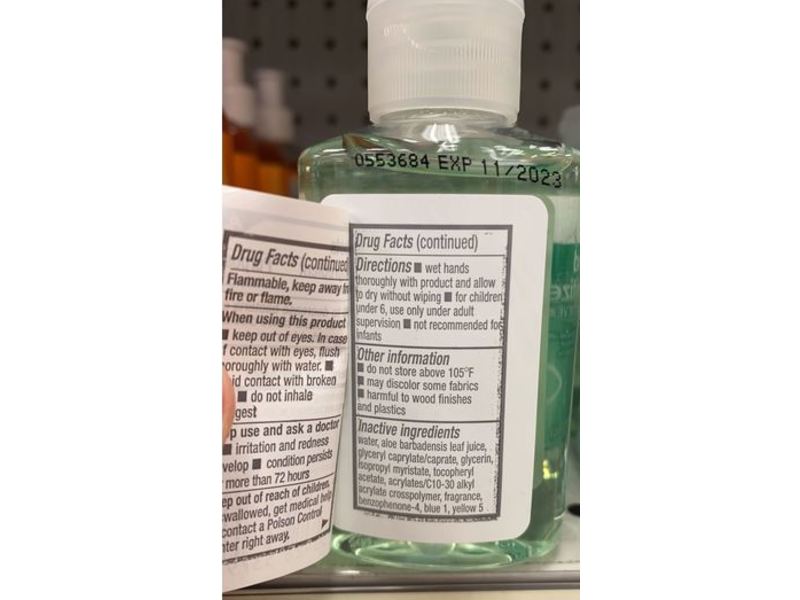 0553684 EXP 11/2023
Drug Facts (continued
Flammable, keep away
fire or flame.
When using this product
■ keep out of eyes. In case
of contact with eyes, flush
oroughly with water. ■
id contact with broken
■ do not inhale
gest
p use and ask a doctor
■ irritation and redness
velop ■ condition persists
more than 72 hours
ep out of reach of children.
swallowed, get medical help
contact a Poison Control
nter right away.
Drug Facts (continued)
Directions ■ wet hands
thoroughly with product and allow
to dry without wiping ■ for children
under 6, use only under adult
supervision ■ not recommended for
infants
Other information
■ do not store above 105°F
■ may discolor some fabrics
■ harmful to wood finishes
and plastics
Inactive ingredients
water, aloe barbadensis leaf juice,
glyceryl caprylate/caprate, glycerin,
isopropyl myristate, tocopheryl
acetate, acrylates/C10-30 alkyl
acrylate crosspolymer, fragrance,
benzophenone-4, blue 1, yellow 5